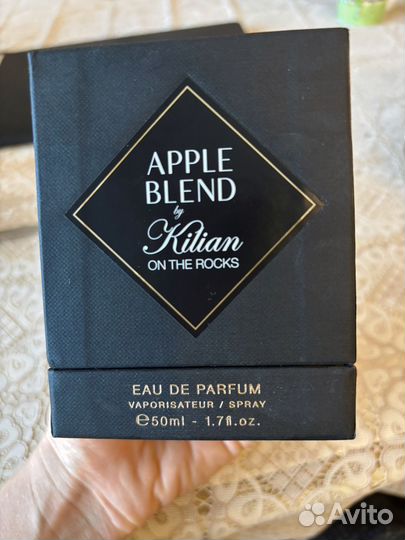 APPLE
BLEND
by
Kilian
ON THE ROCKS
EAU DE PARFUM
VAPORISATEUR / SPRAY
℮50ml - 1.7fl.oz.
Avito